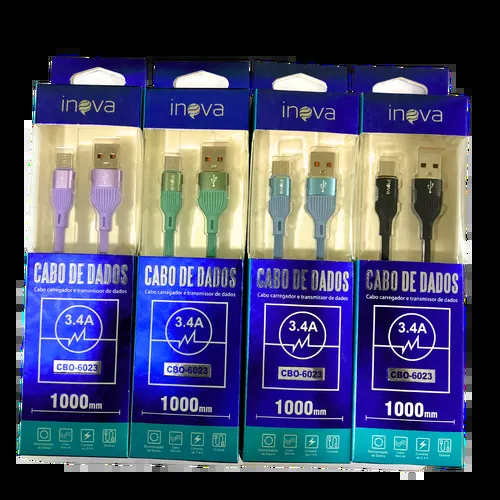 inova
inova
inova
inova
CABO DE DADOS
Cabo carregador e transmissor de dados
3.4A
CBO-6023
1000mm
CABO DE DADOS
Cabo carregador e transmissor de dados
3.4A
CBO-6023
1000mm
CABO DE DADOS
Cabo carregador e transmissor de dados
3.4A
CBO-6023
1000mm
CABO DE DADOS
Cabo carregador e transmissor de dados
3.4A
CBO-6023
1000mm